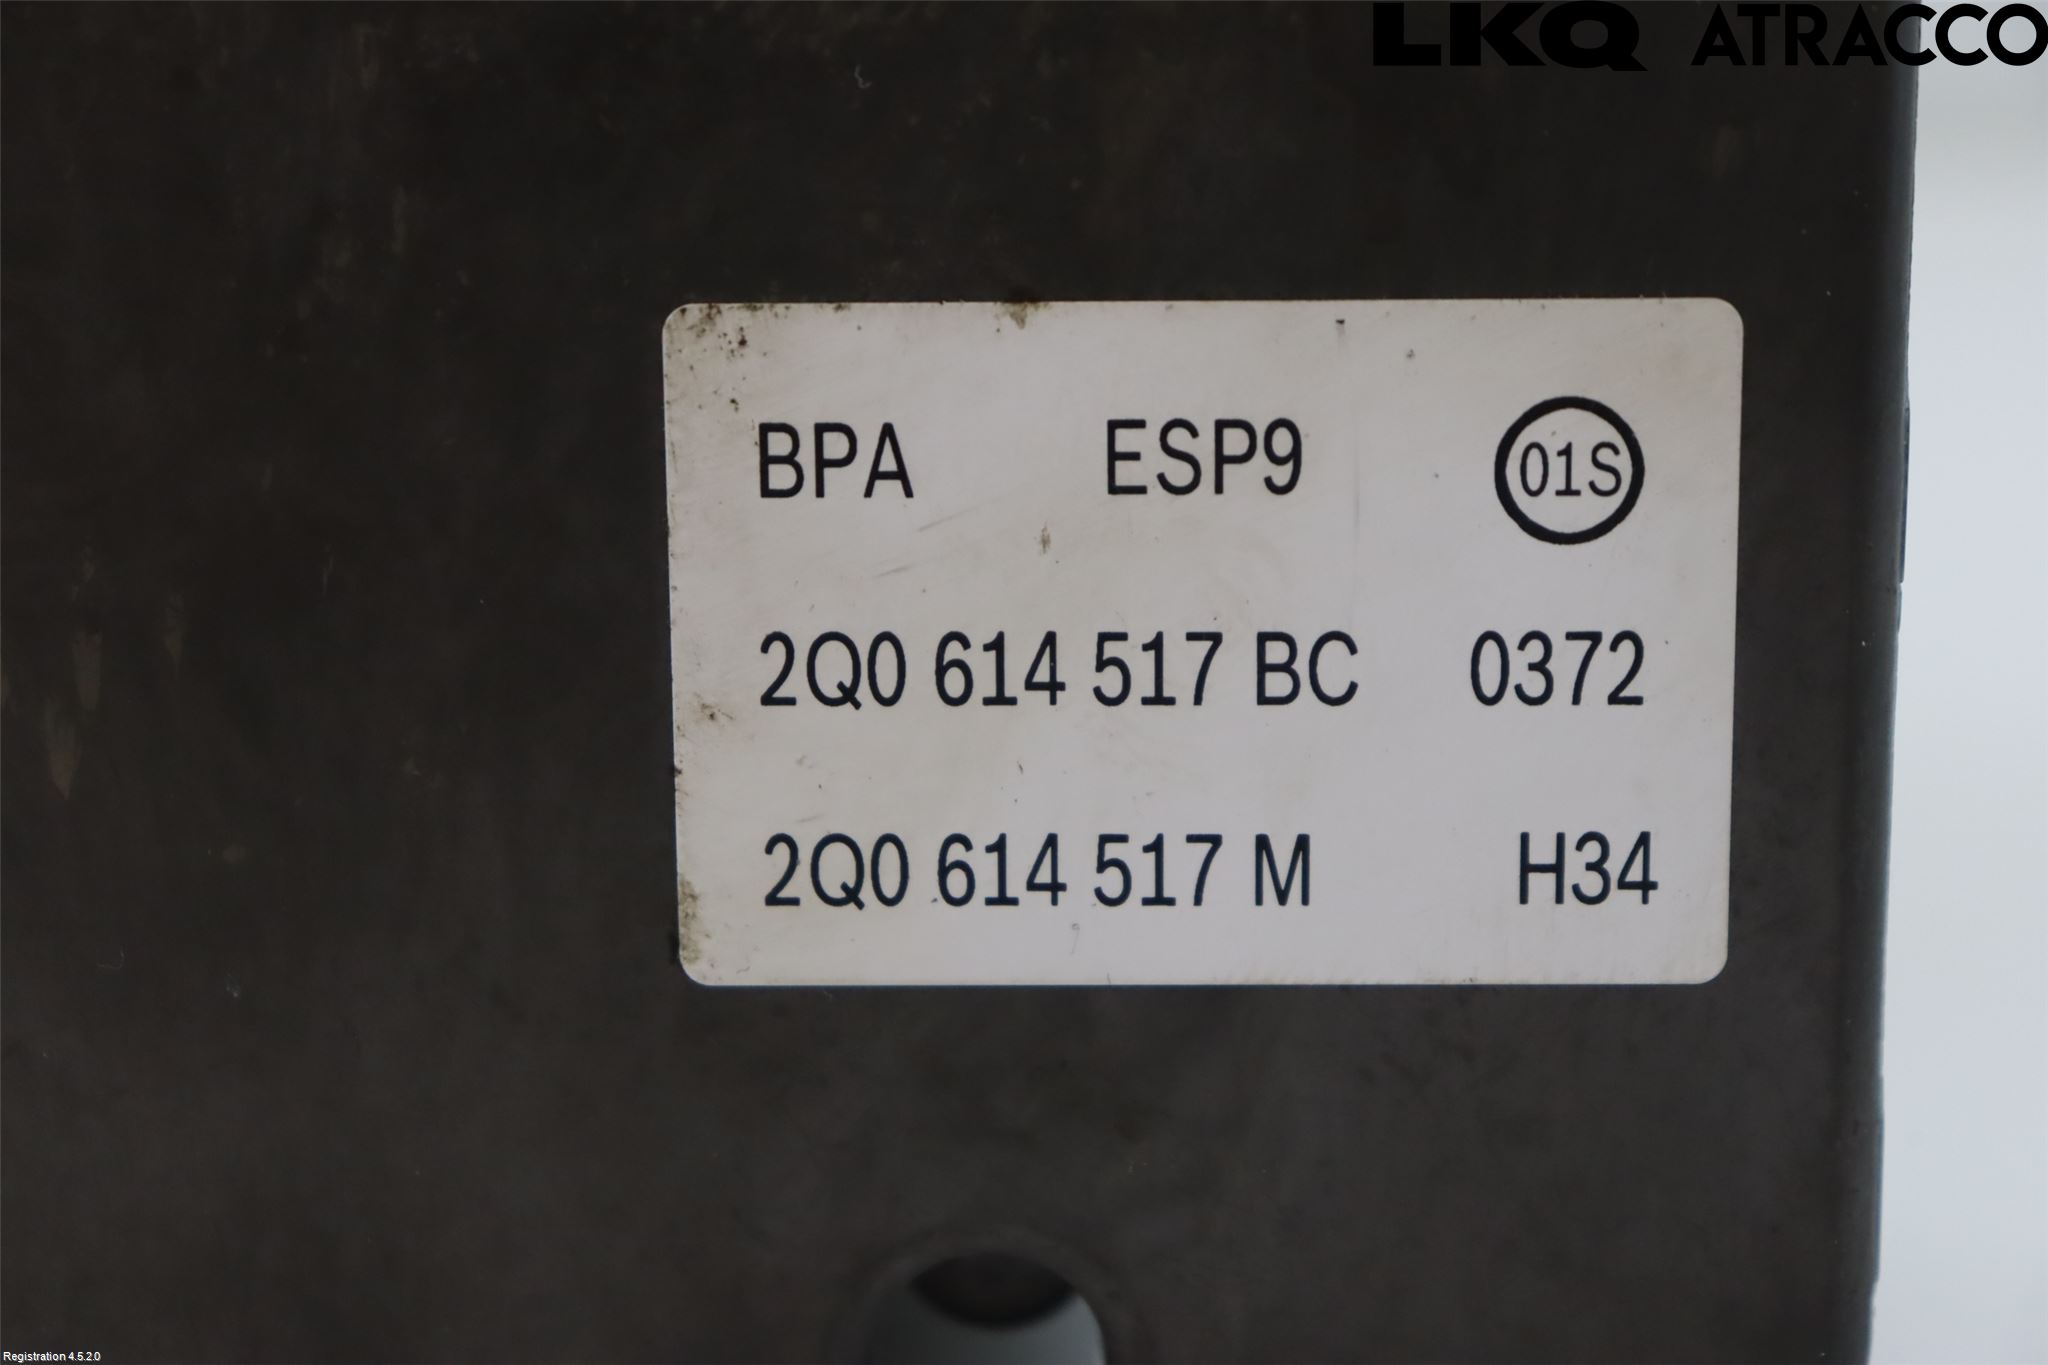 LKQ ATRACCO
BPA ESP9 01S
2Q0 614 517 BC 0372
2Q0 614 517 M H34
Registration 4.5.2.0